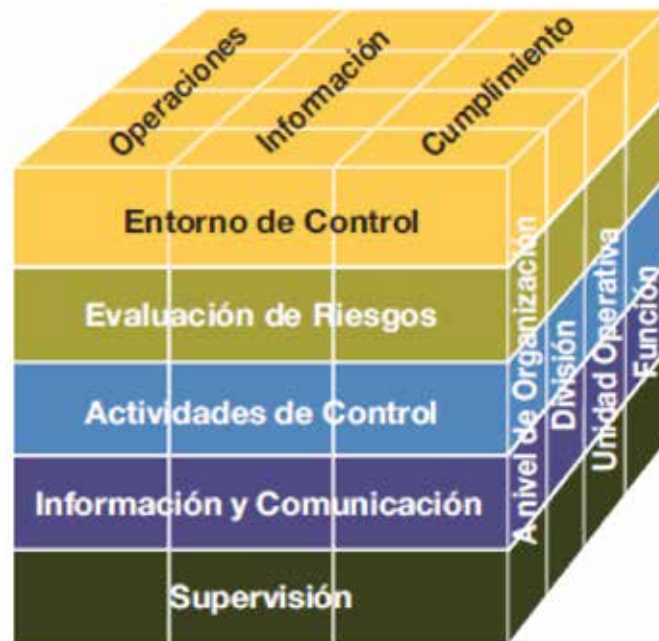 Operaciones
Información
Cumplimiento
Entorno de Control
Evaluación de Riesgos
Actividades de Control
Información y Comunicación
Supervisión
A nivel de Organización
División
Unidad Operativa
Función